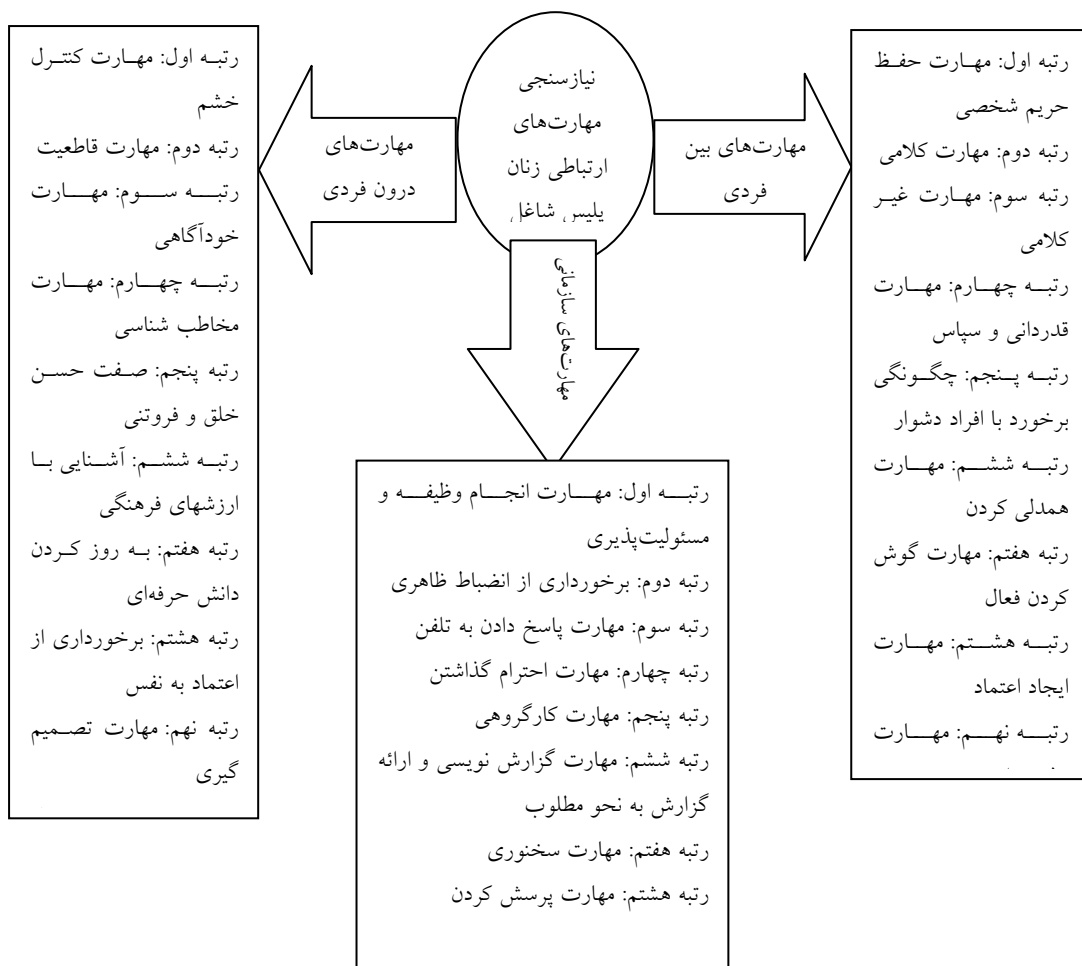 نیازسنجی
مهارت‌های
ارتباطی زنان
پلیس شاغل
مهارت‌های بین
فردی
مهارت‌های
درون فردی
مهارت‌های سازمانی
رتبه اول: مهارت حفظ
حریم شخصی
رتبه دوم: مهارت کلامی
رتبه سوم: مهارت غیر
کلامی
رتبه چهارم: مهارت
قدردانی و سپاس
رتبه پنجم: چگونگی
برخورد با افراد دشوار
رتبه ششم: مهارت
همدلی کردن
رتبه هفتم: مهارت گوش
کردن فعال
رتبه هشتم: مهارت
ایجاد اعتماد
رتبه نهم: مهارت
رتبه اول: مهارت کنترل
خشم
رتبه دوم: مهارت قاطعیت
رتبه سوم: مهارت
خودآگاهی
رتبه چهارم: مهارت
مخاطب شناسی
رتبه پنجم: صفت حسن
خلق و فروتنی
رتبه ششم: آشنایی با
ارزشهای فرهنگی
رتبه هفتم: به روز کردن
دانش حرفه‌ای
رتبه هشتم: برخورداری از
اعتماد به نفس
رتبه نهم: مهارت تصمیم
گیری
رتبه اول: مهارت انجام وظیفه و
مسئولیت‌پذیری
رتبه دوم: برخورداری از انضباط ظاهری
رتبه سوم: مهارت پاسخ دادن به تلفن
رتبه چهارم: مهارت احترام گذاشتن
رتبه پنجم: مهارت کارگروهی
رتبه ششم: مهارت گزارش نویسی و ارائه
گزارش به نحو مطلوب
رتبه هفتم: مهارت سخنوری
رتبه هشتم: مهارت پرسش کردن